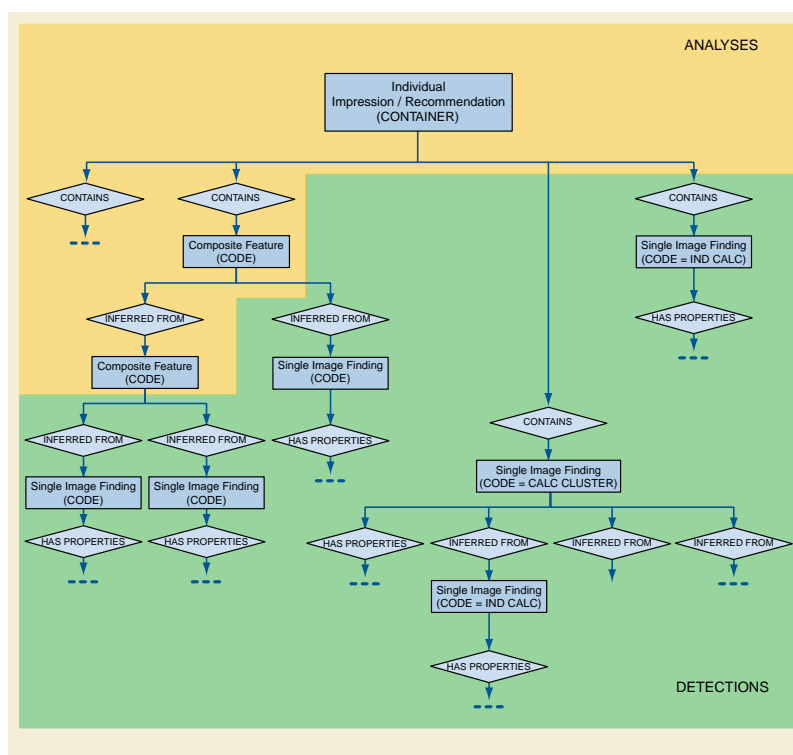 ANALYSES
Individual
Impression / Recommendation
(CONTAINER)
CONTAINS
CONTAINS
CONTAINS
Composite Feature
(CODE)
Single Image Finding
(CODE = IND CALC)
INFERRED FROM
INFERRED FROM
HAS PROPERTIES
Composite Feature
(CODE)
Single Image Finding
(CODE)
CONTAINS
INFERRED FROM
INFERRED FROM
HAS PROPERTIES
Single Image Finding
(CODE = CALC CLUSTER)
Single Image Finding
(CODE)
Single Image Finding
(CODE)
HAS PROPERTIES
HAS PROPERTIES
HAS PROPERTIES
INFERRED FROM
INFERRED FROM
INFERRED FROM
Single Image Finding
(CODE = IND CALC)
HAS PROPERTIES
DETECTIONS